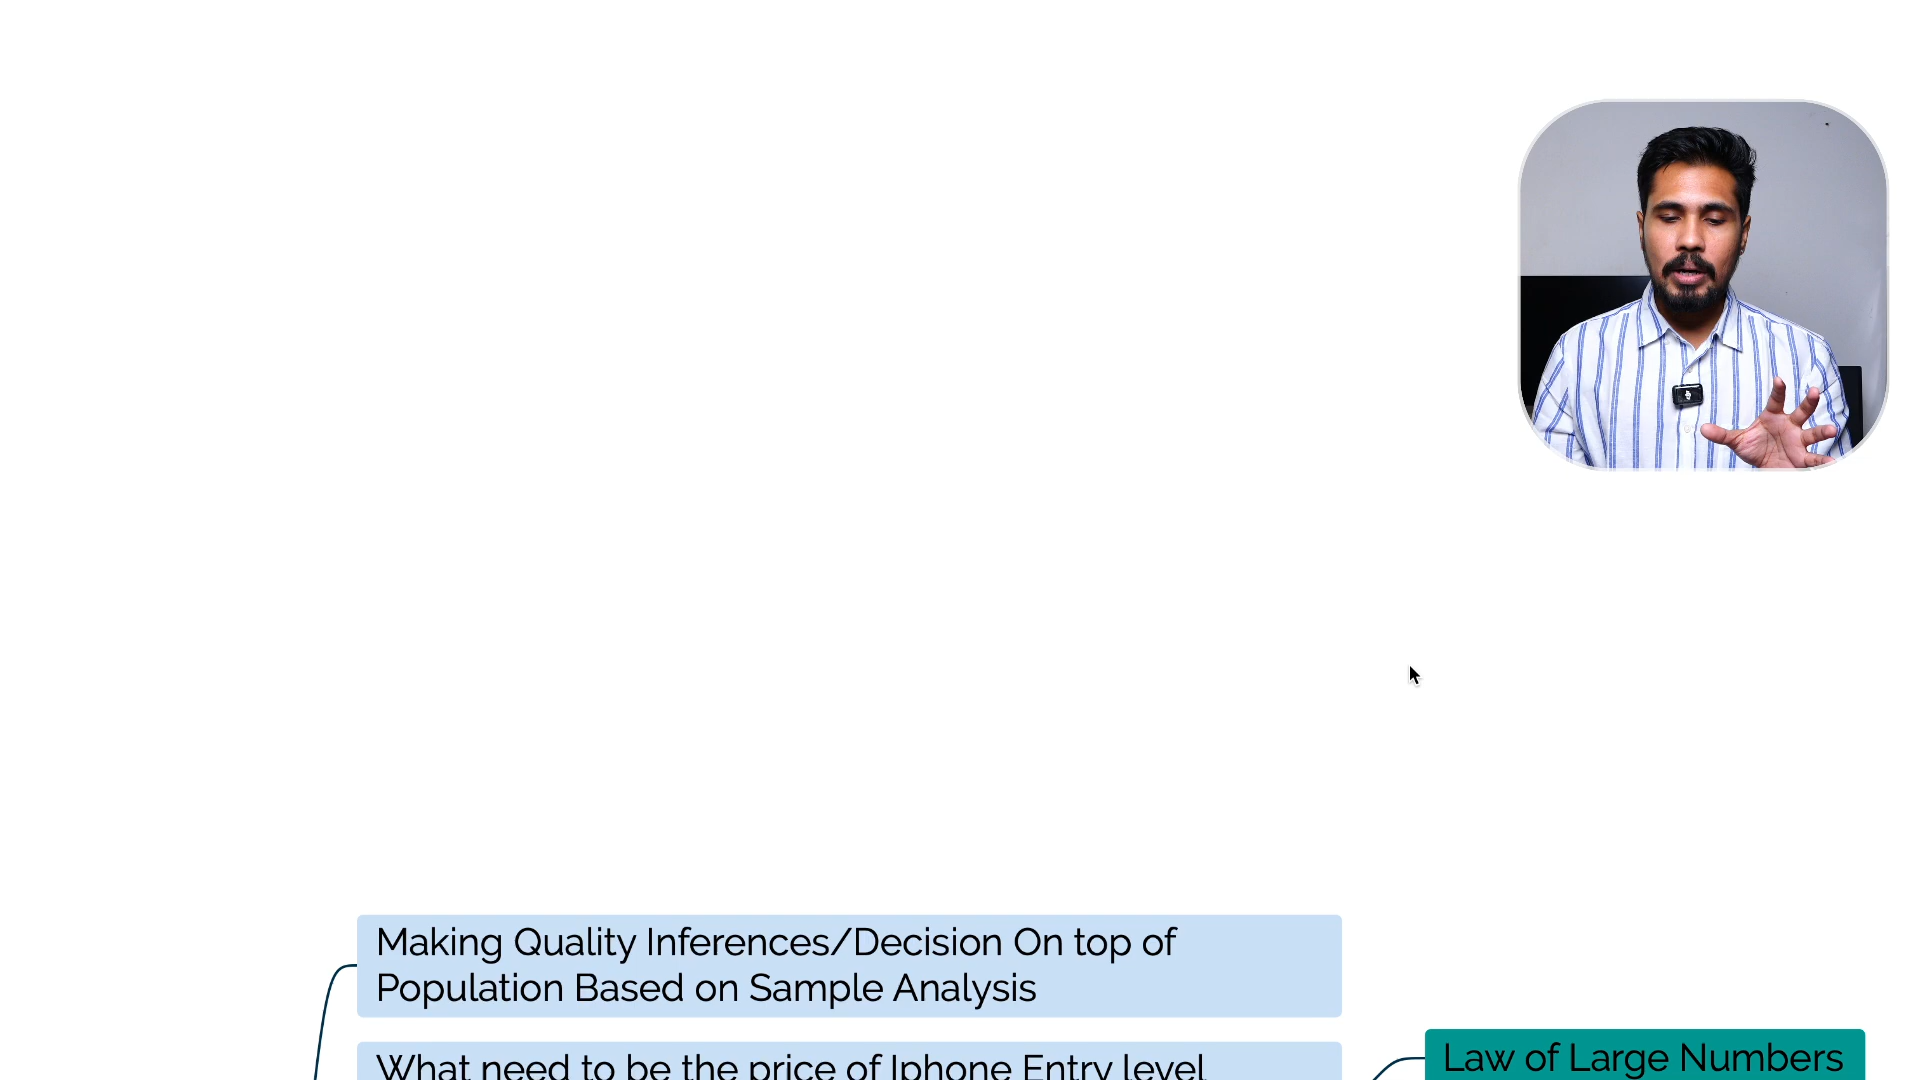 Making Quality Inferences/Decision On top of
Population Based on Sample Analysis
What need to be the price of Iphone Entry level
Law of Large Numbers